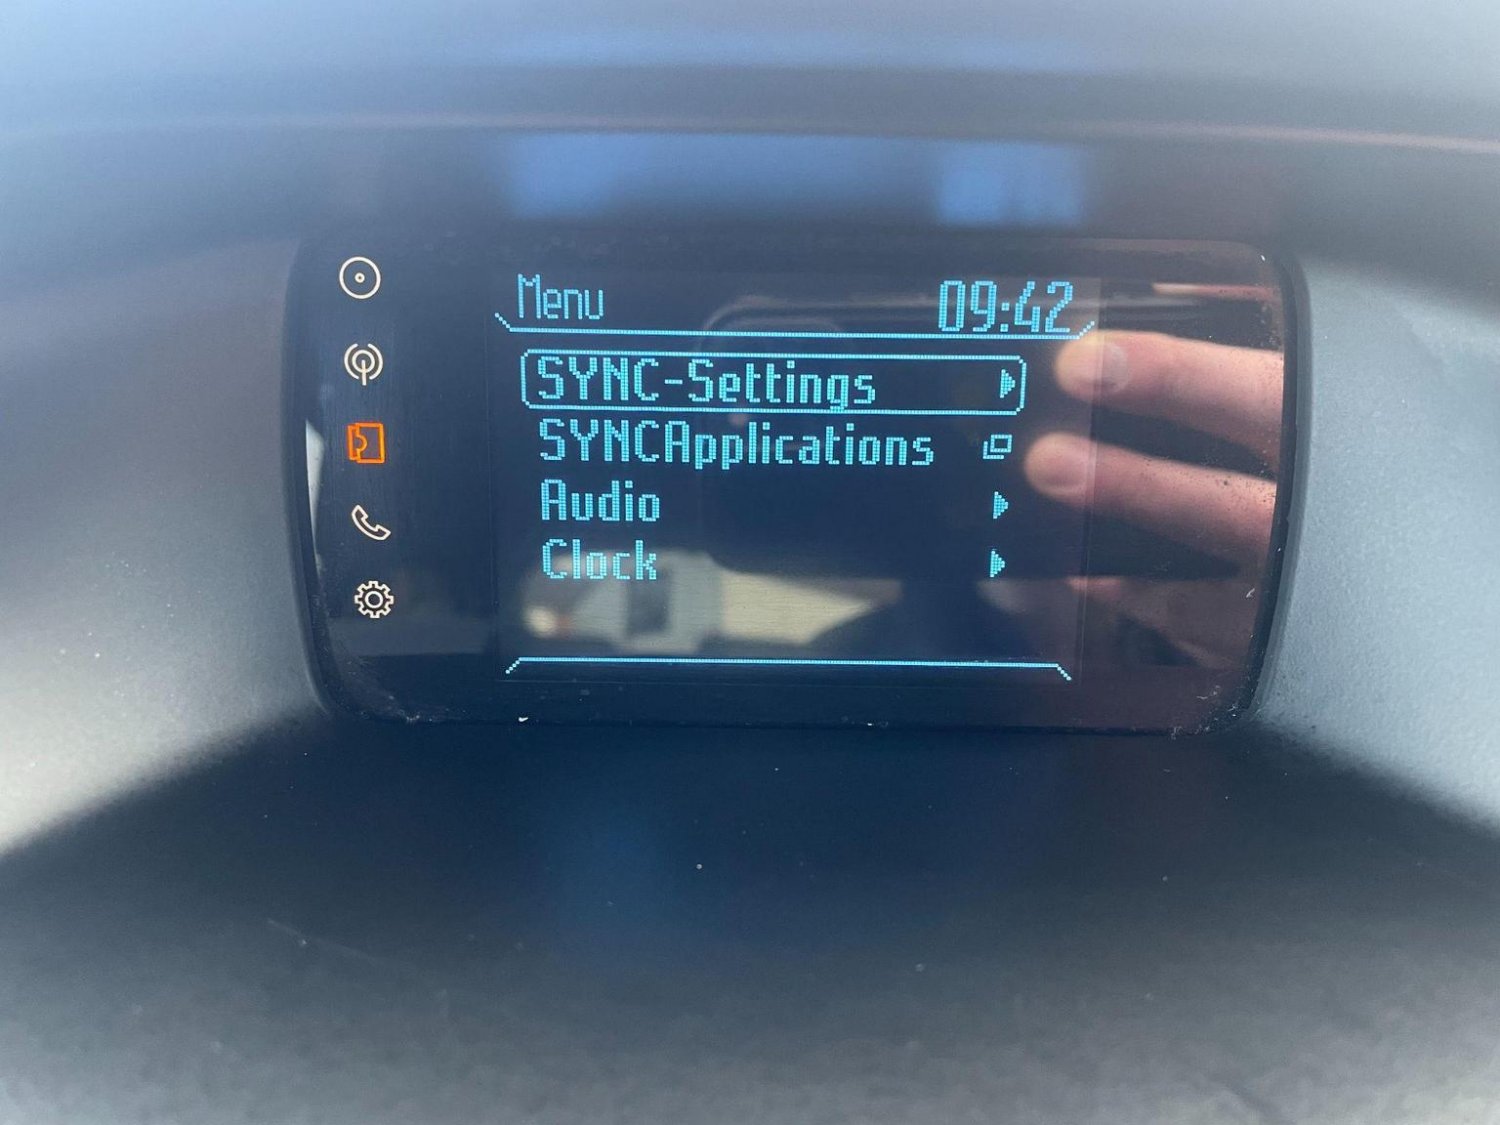 Menu 09:42
SYNC-Settings
SYNCApplications
Audio
Clock